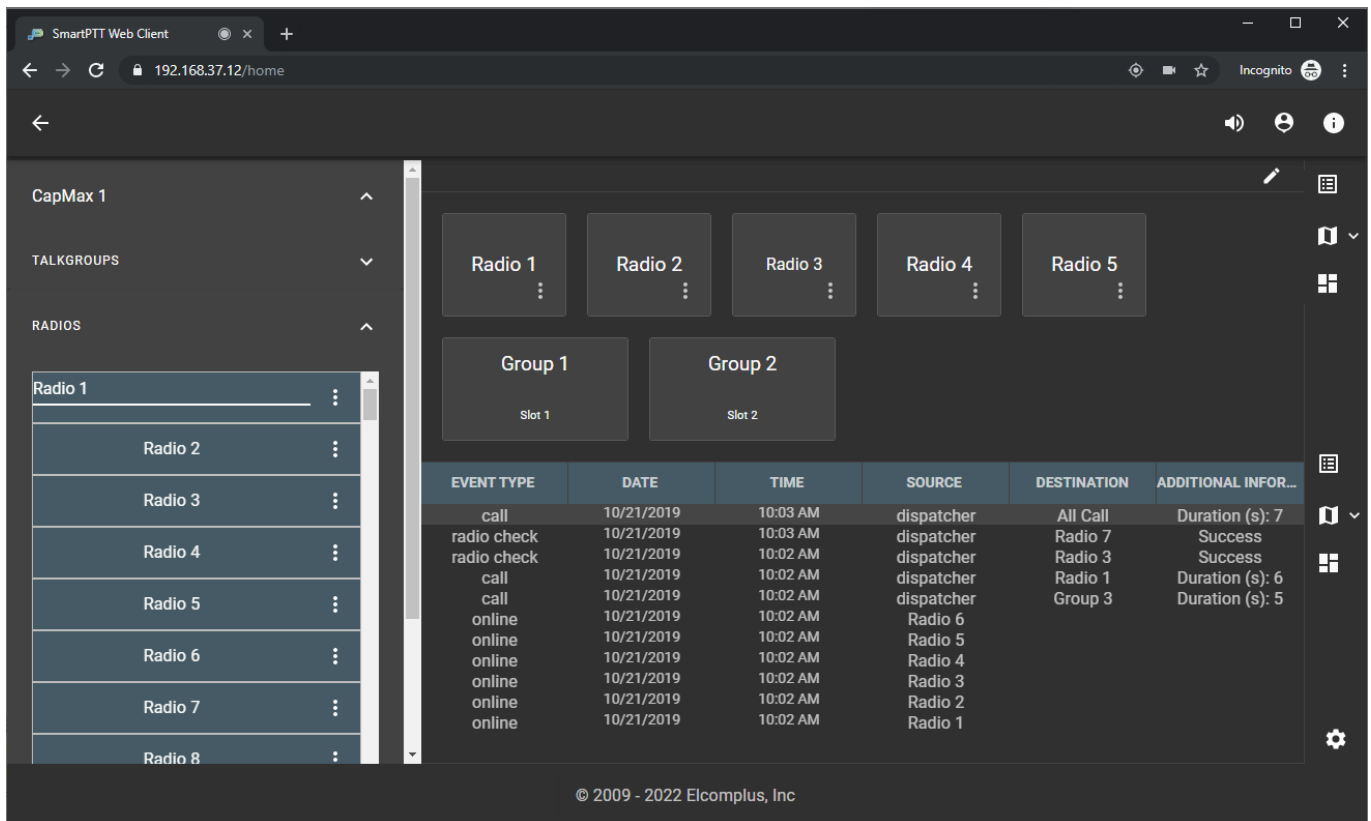 SmartPTT Web Client
192.168.37.12/home
Incognito
CapMax 1
TALKGROUPS
RADIOS
Radio 1
Radio 2
Radio 3
Radio 4
Radio 5
Radio 6
Radio 7
Radio 8
Radio 1 Radio 2 Radio 3 Radio 4 Radio 5
Group 1 Group 2
Slot 1 Slot 2
EVENT TYPE DATE TIME SOURCE DESTINATION ADDITIONAL INFOR...
call 10/21/2019 10:03 AM dispatcher All Call Duration (s): 7
radio check 10/21/2019 10:03 AM dispatcher Radio 7 Success
radio check 10/21/2019 10:02 AM dispatcher Radio 3 Success
call 10/21/2019 10:02 AM dispatcher Radio 1 Duration (s): 6
call 10/21/2019 10:02 AM dispatcher Group 3 Duration (s): 5
online 10/21/2019 10:02 AM Radio 6
online 10/21/2019 10:02 AM Radio 5
online 10/21/2019 10:02 AM Radio 4
online 10/21/2019 10:02 AM Radio 3
online 10/21/2019 10:02 AM Radio 2
online 10/21/2019 10:02 AM Radio 1
© 2009 - 2022 Elcomplus, Inc